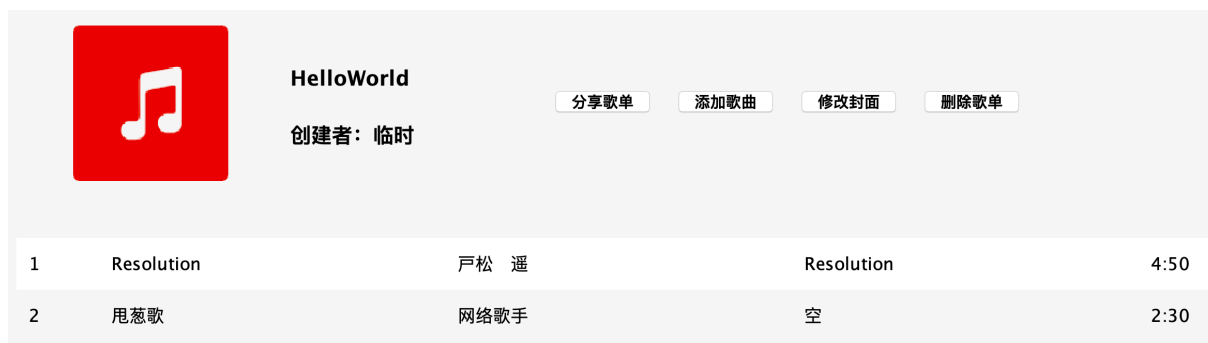 HelloWorld
分享歌单 添加歌曲 修改封面 删除歌单
创建者：临时
1 Resolution 戸松　遥 Resolution 4:50
2 甩葱歌 网络歌手 空 2:30